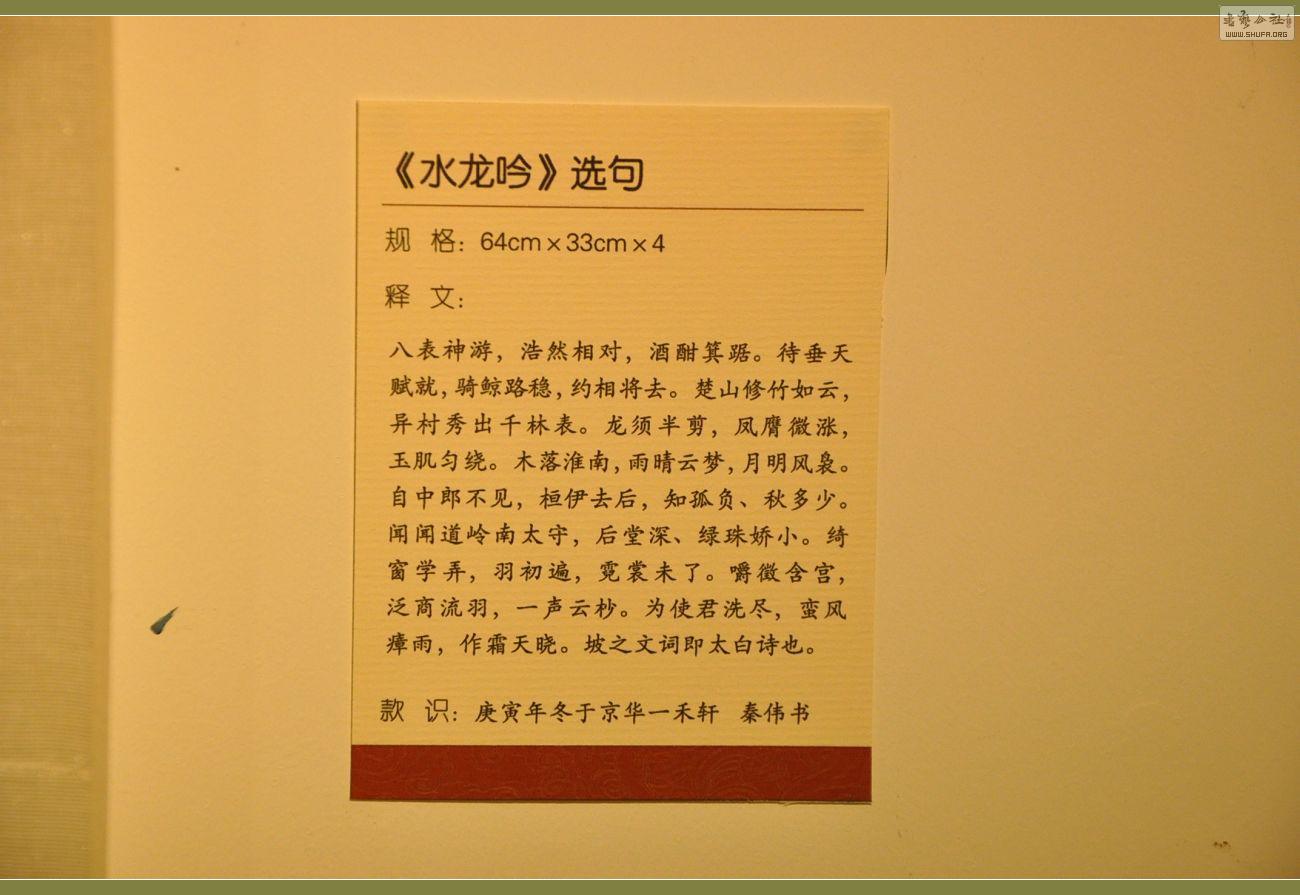 《水龙吟》选句
规 格：64cm×33cm×4
释 文：
八表神游，浩然相对，酒酣箕踞。待垂天
赋就，骑鲸路稳，约相将去。楚山修竹如云，
异村秀出千林表。龙须半剪，凤膺微涨，
玉肌匀绕。木落淮南，雨晴云梦，月明风袅。
自中郎不见，桓伊去后，知孤负、秋多少。
闻闻道岭南太守，后堂深、绿珠娇小。绮
窗学弄，羽初遍，霓裳未了。嚼徵含宫，
泛商流羽，一声云杪。为使君洗尽，蛮风
瘴雨，作霜天晓。坡之文词即太白诗也。
款 识：庚寅年冬于京华一禾轩 秦伟书
WWW.SHUFA.ORG